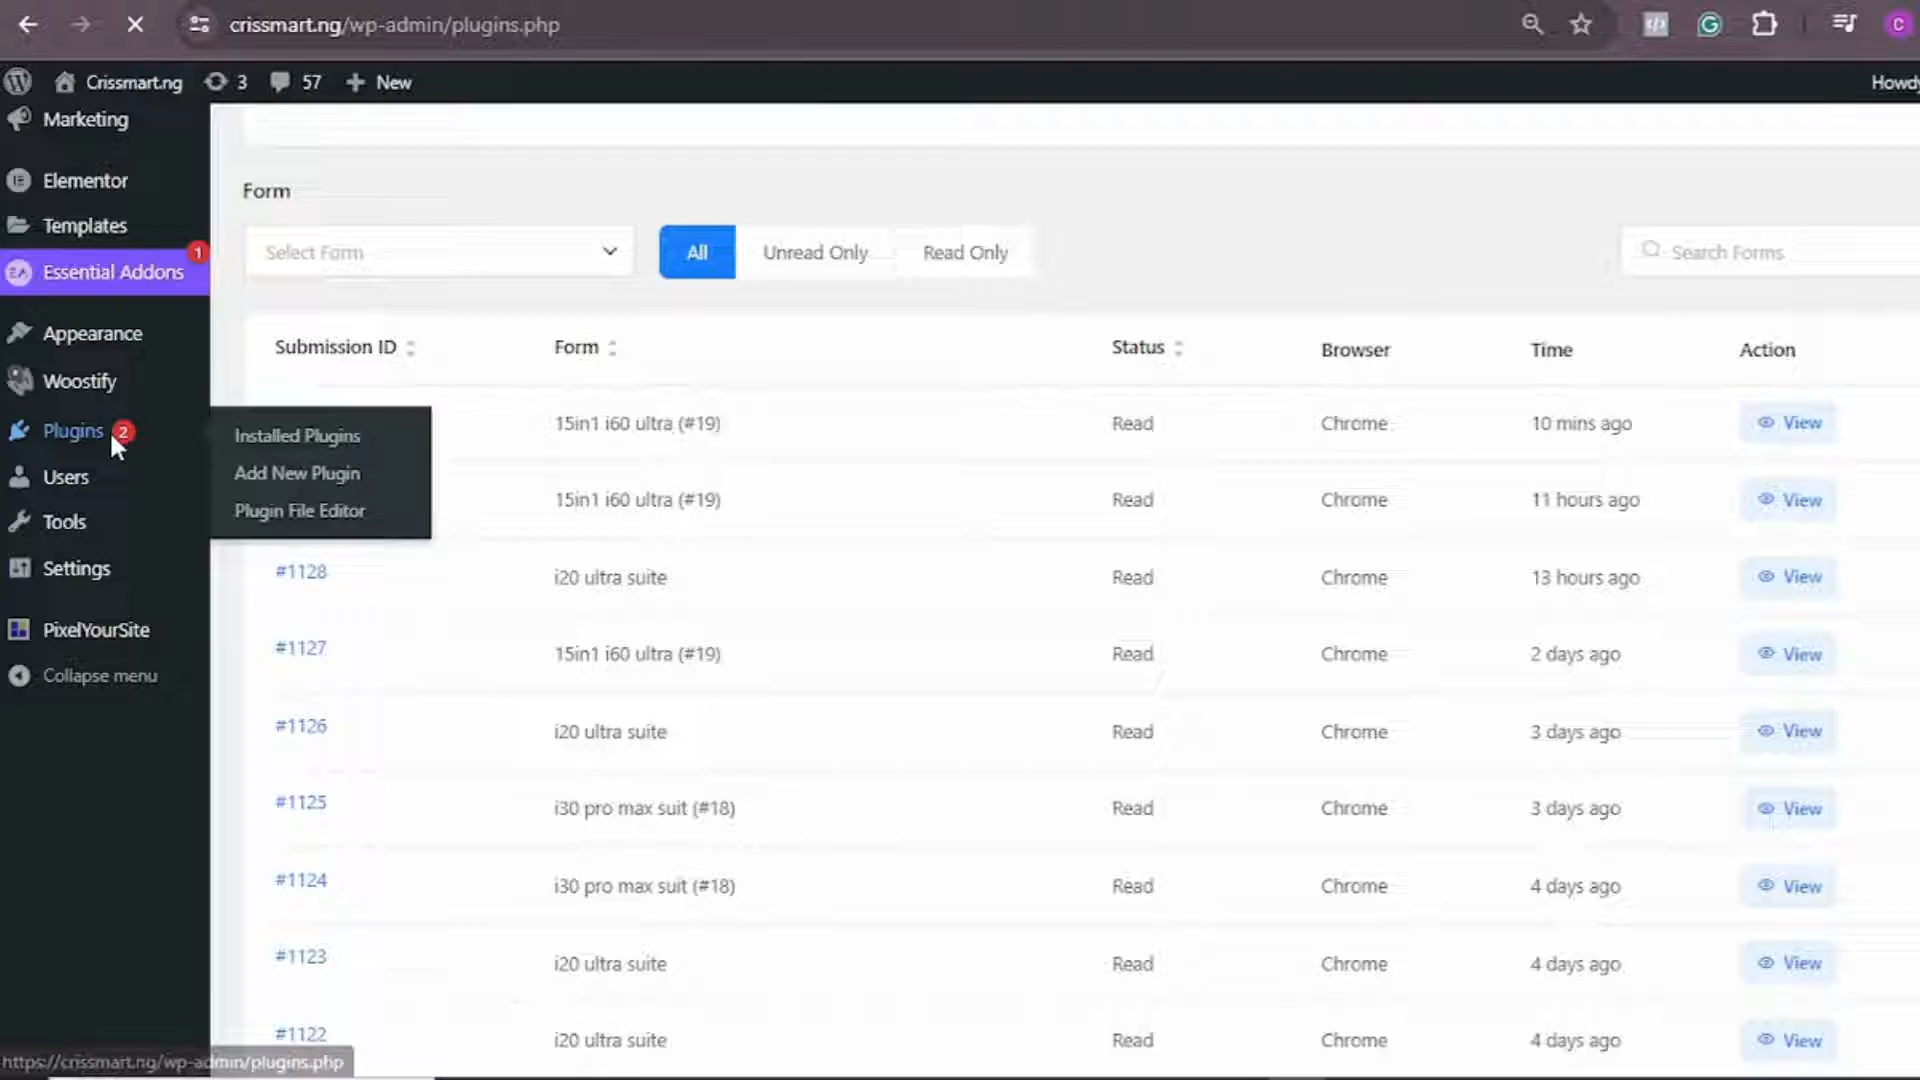 crissmart.ng/wp-admin/plugins.php
C
Crissmart.ng 3 57 + New Howdy
Marketing
Elementor
Templates
Essential Addons 1
Appearance
Woostify
Plugins 2
Users
Tools
Settings
PixelYourSite
Collapse menu
Installed Plugins
Add New Plugin
Plugin File Editor
Form
Select Form All Unread Only Read Only Search Forms
Submission ID Form Status Browser Time Action
15in1 i60 ultra (#19) Read Chrome 10 mins ago View
15in1 i60 ultra (#19) Read Chrome 11 hours ago View
#1128 i20 ultra suite Read Chrome 13 hours ago View
#1127 15in1 i60 ultra (#19) Read Chrome 2 days ago View
#1126 i20 ultra suite Read Chrome 3 days ago View
#1125 i30 pro max suit (#18) Read Chrome 3 days ago View
#1124 i30 pro max suit (#18) Read Chrome 4 days ago View
#1123 i20 ultra suite Read Chrome 4 days ago View
#1122 i20 ultra suite Read Chrome 4 days ago View
https://crissmart.ng/wp-admin/plugins.php